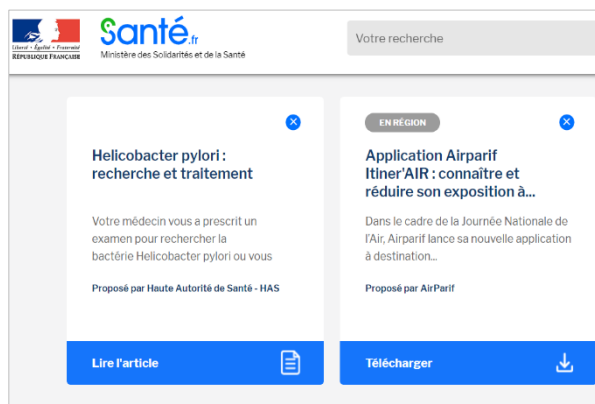 Liberté • Égalité • Fraternité
RÉPUBLIQUE FRANÇAISE
Santé.fr
Ministère des Solidarités et de la Santé
Votre recherche
Helicobacter pylori :
recherche et traitement
Votre médecin vous a prescrit un
examen pour rechercher la
bactérie Helicobacter pylori ou vous
Proposé par Haute Autorité de Santé - HAS
Lire l'article
EN RÉGION
Application Airparif
Itiner'AIR : connaître et
réduire son exposition à...
Dans le cadre de la Journée Nationale de
l'Air, Airparif lance sa nouvelle application
à destination...
Proposé par AirParif
Télécharger